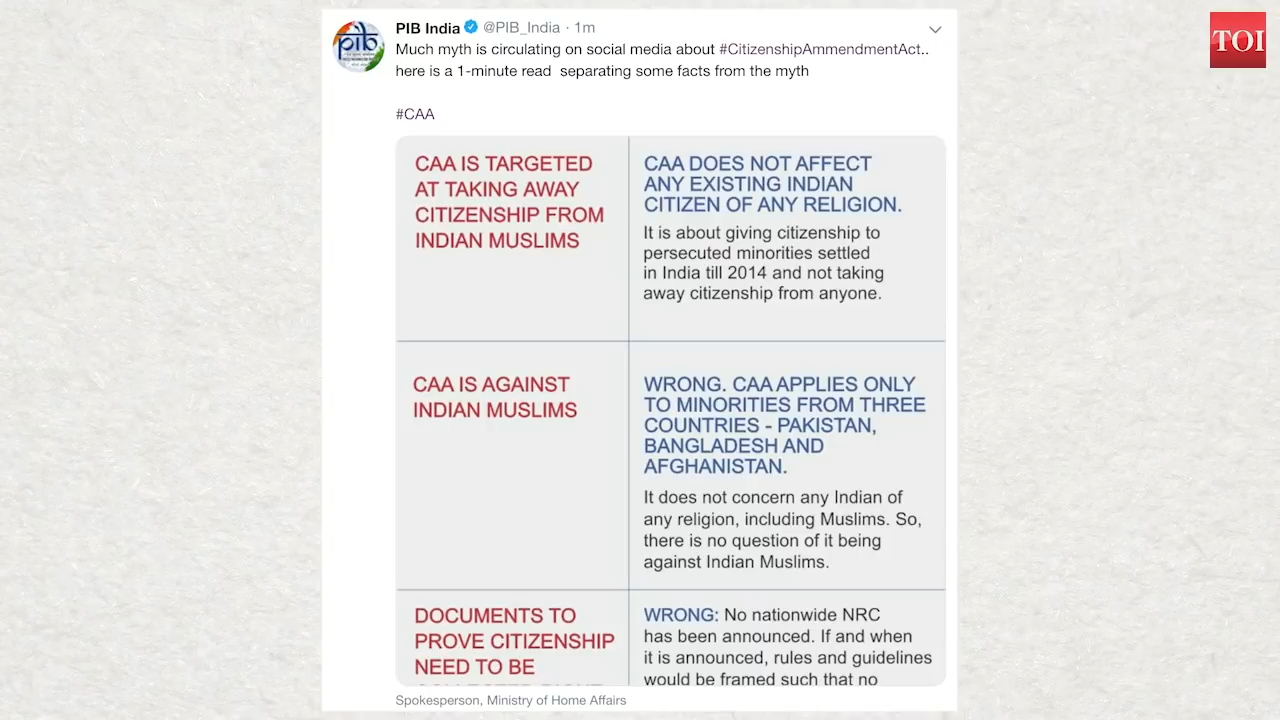 PIB India @PIB_India · 1m
Much myth is circulating on social media about #CitizenshipAmmendmentAct..
here is a 1-minute read separating some facts from the myth
#CAA
CAA IS TARGETED
AT TAKING AWAY
CITIZENSHIP FROM
INDIAN MUSLIMS
CAA DOES NOT AFFECT
ANY EXISTING INDIAN
CITIZEN OF ANY RELIGION.
It is about giving citizenship to
persecuted minorities settled
in India till 2014 and not taking
away citizenship from anyone.
CAA IS AGAINST
INDIAN MUSLIMS
WRONG. CAA APPLIES ONLY
TO MINORITIES FROM THREE
COUNTRIES - PAKISTAN,
BANGLADESH AND
AFGHANISTAN.
It does not concern any Indian of
any religion, including Muslims. So,
there is no question of it being
against Indian Muslims.
DOCUMENTS TO
PROVE CITIZENSHIP
NEED TO BE
WRONG: No nationwide NRC
has been announced. If and when
it is announced, rules and guidelines
would be framed such that no
Spokesperson, Ministry of Home Affairs
TOI
pib